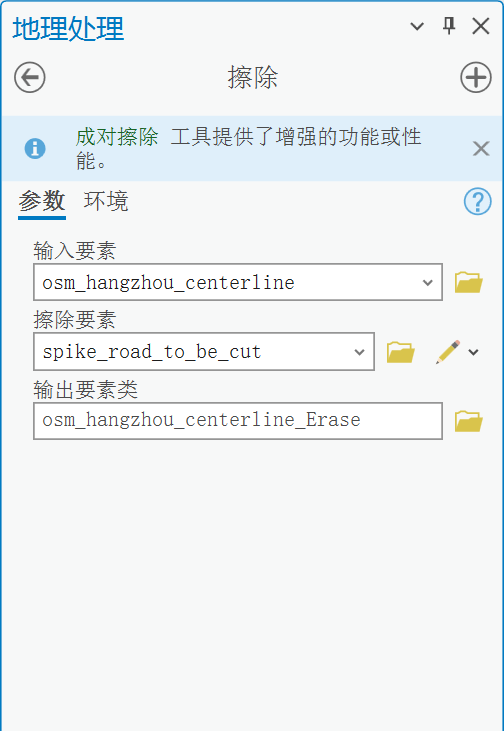 地理处理
擦除
成对擦除 工具提供了增强的功能或性
能。
参数 环境
输入要素
osm_hangzhou_centerline
擦除要素
spike_road_to_be_cut
输出要素类
osm_hangzhou_centerline_Erase